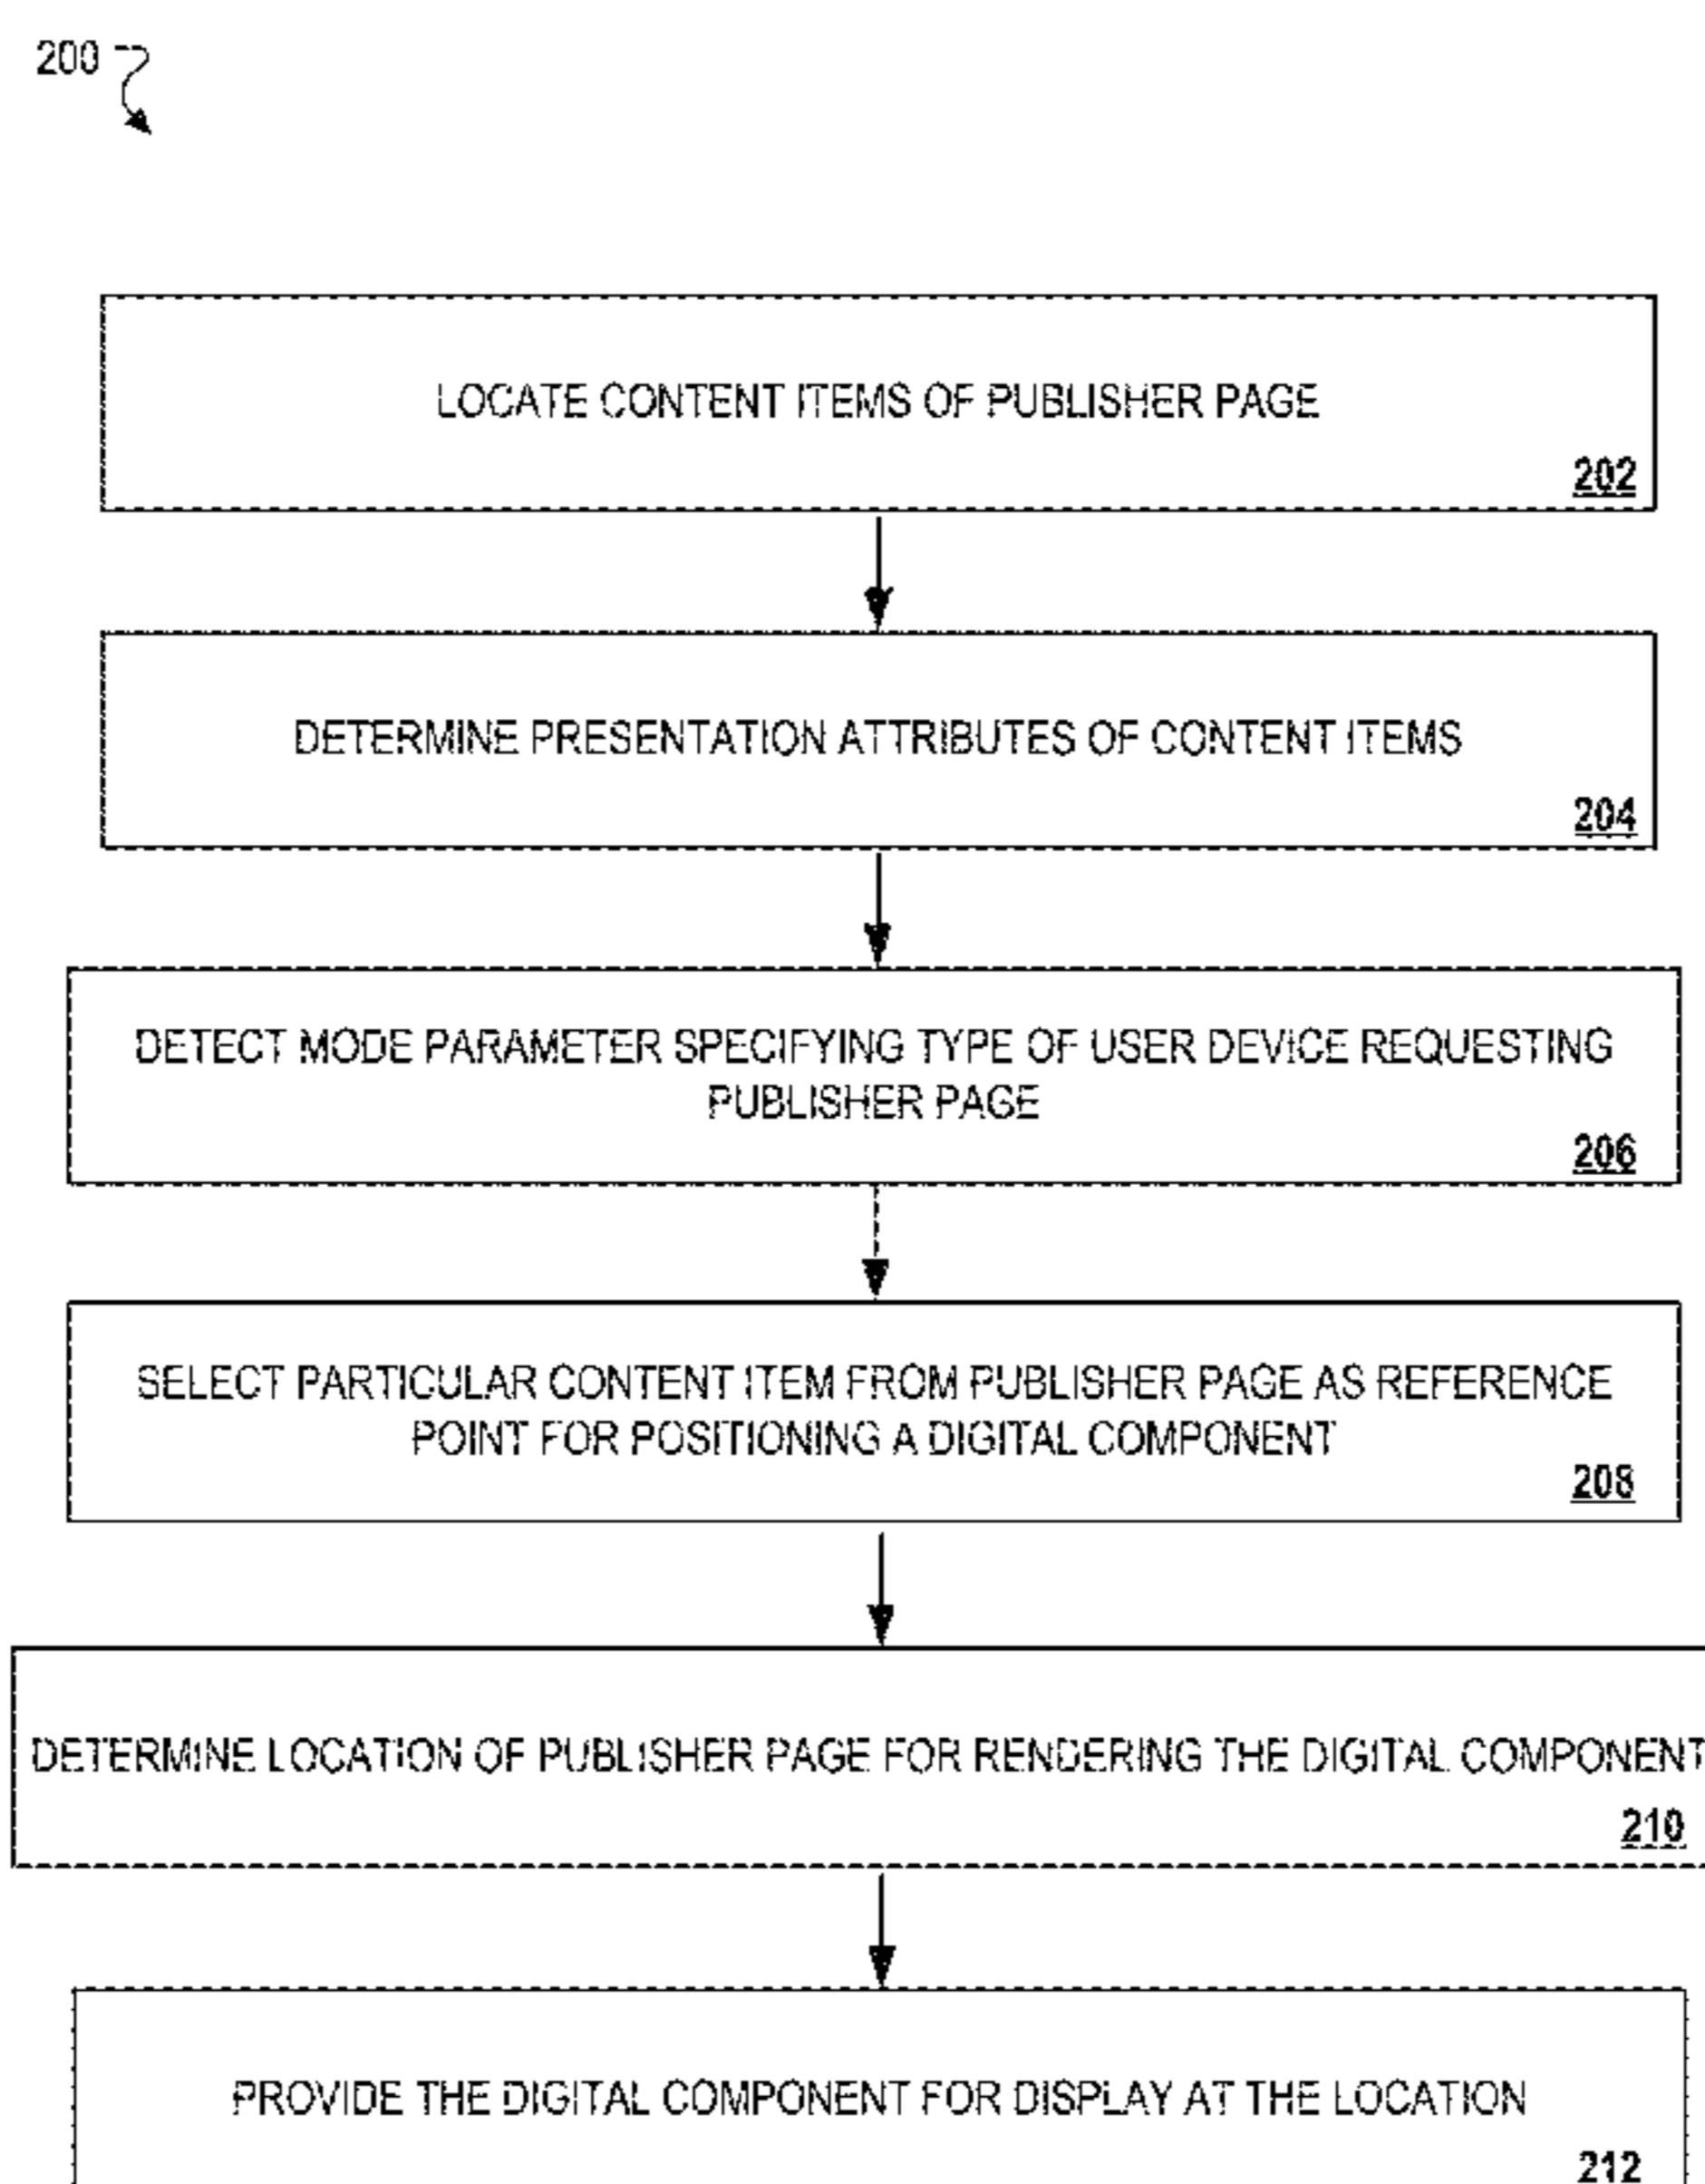 200
LOCATE CONTENT ITEMS OF PUBLISHER PAGE
202
DETERMINE PRESENTATION ATTRIBUTES OF CONTENT ITEMS
204
DETECT MODE PARAMETER SPECIFYING TYPE OF USER DEVICE REQUESTING
PUBLISHER PAGE
206
SELECT PARTICULAR CONTENT ITEM FROM PUBLISHER PAGE AS REFERENCE
POINT FOR POSITIONING A DIGITAL COMPONENT
208
DETERMINE LOCATION OF PUBLISHER PAGE FOR RENDERING THE DIGITAL COMPONENT
210
PROVIDE THE DIGITAL COMPONENT FOR DISPLAY AT THE LOCATION
212